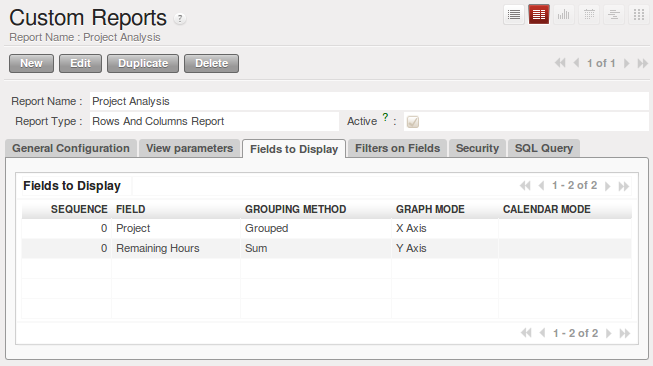 Custom Reports ?
Report Name : Project Analysis
New Edit Duplicate Delete
1 of 1
Report Name : Project Analysis
Report Type : Rows And Columns Report Active ? :
General Configuration View parameters Fields to Display Filters on Fields Security SQL Query
Fields to Display 1 - 2 of 2
SEQUENCE FIELD GROUPING METHOD GRAPH MODE CALENDAR MODE
0 Project Grouped X Axis
0 Remaining Hours Sum Y Axis
1 - 2 of 2